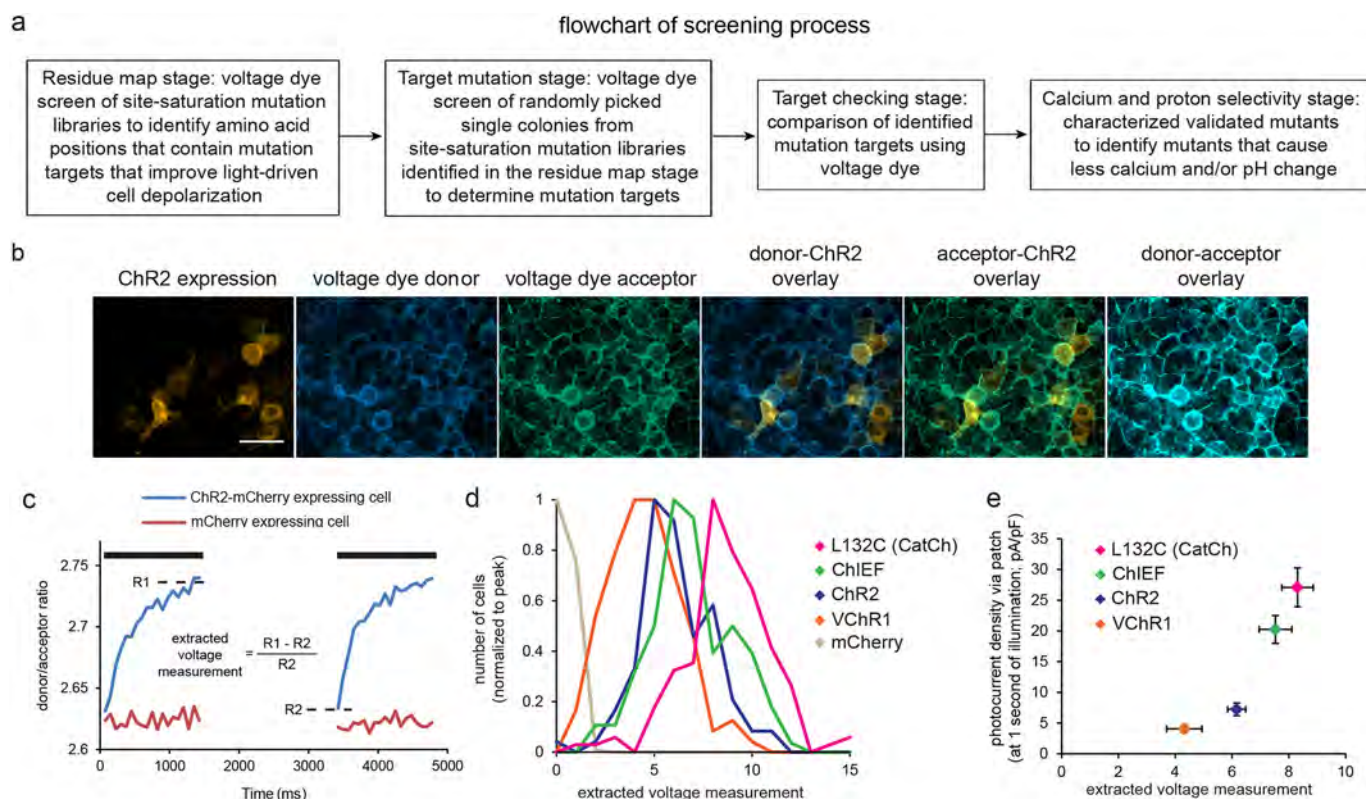 a
flowchart of screening process
Residue map stage: voltage dye
screen of site-saturation mutation
libraries to identify amino acid
positions that contain mutation
targets that improve light-driven
cell depolarization
Target mutation stage: voltage dye
screen of randomly picked
single colonies from
site-saturation mutation libraries
identified in the residue map stage
to determine mutation targets
Target checking stage:
comparison of identified
mutation targets using
voltage dye
Calcium and proton selectivity stage:
characterized validated mutants
to identify mutants that cause
less calcium and/or pH change
b
ChR2 expression
voltage dye donor
voltage dye acceptor
donor-ChR2
overlay
acceptor-ChR2
overlay
donor-acceptor
overlay
c
ChR2-mCherry expressing cell
mCherry expressing cell
donor/acceptor ratio
2.75
2.7
2.65
2.6
R1
extracted
voltage
measurement
= R1 - R2
R2
R2
0
1000
2000
3000
4000
5000
Time (ms)
d
number of cells
(normalized to peak)
1
0.8
0.6
0.4
0.2
0
L132C (CatCh)
ChIEF
ChR2
VChR1
mCherry
0
5
10
15
extracted voltage measurement
e
photocurrent density via patch
(at 1 second of illumination; pA/pF)
35
30
25
20
15
10
5
0
L132C (CatCh)
ChIEF
ChR2
VChR1
0
2
4
6
8
10
extracted voltage measurement